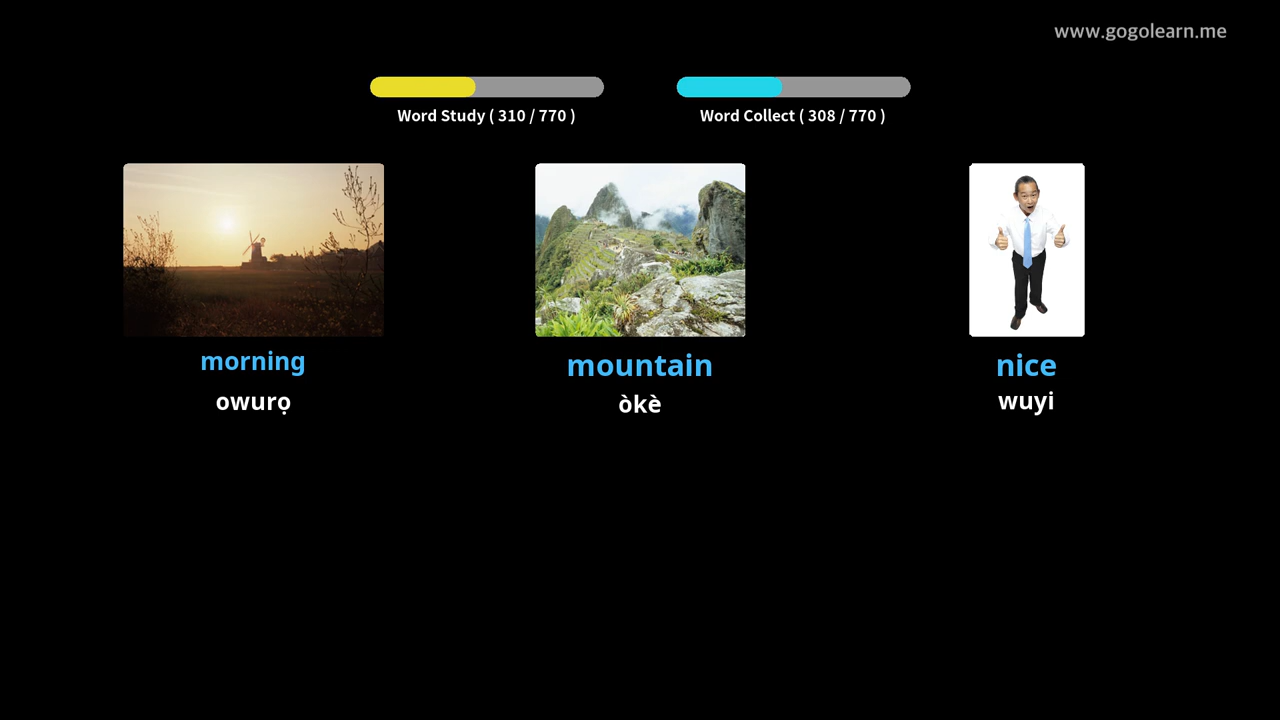 www.gogolearn.me
Word Study ( 310 / 770 )
Word Collect ( 308 / 770 )
morning
owurọ
mountain
òkè
nice
wuyi